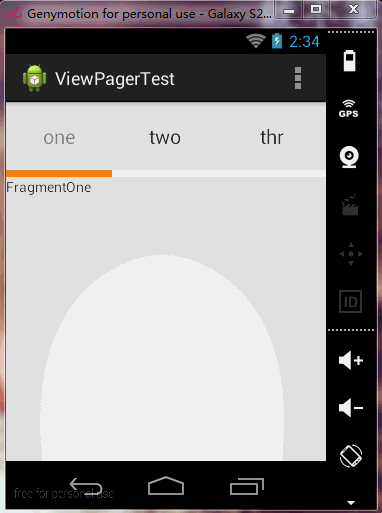 Genymotion for personal use - Galaxy S2...
2:34
ViewPagerTest
GPS
one two thr
FragmentOne
ID
free for personal use